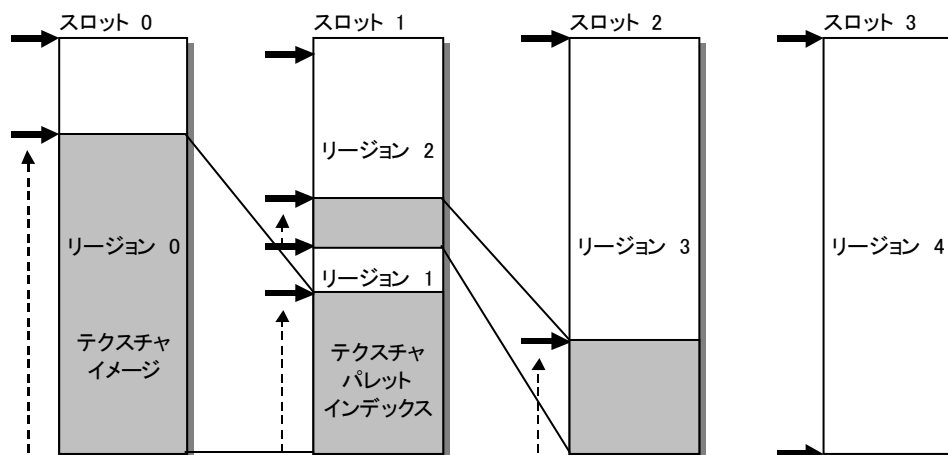 スロット 0
スロット 1
スロット 2
スロット 3
リージョン 0
テクスチャ
イメージ
リージョン 2
リージョン 1
テクスチャ
パレット
インデックス
リージョン 3
リージョン 4